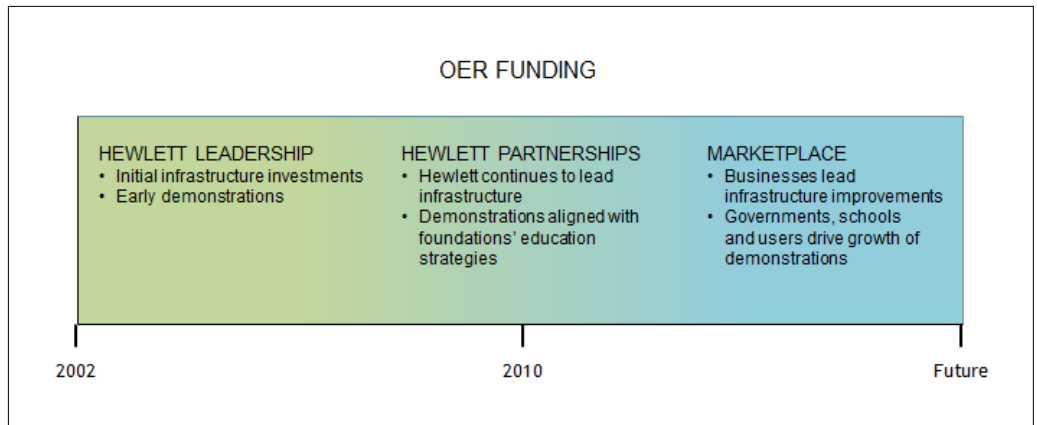 OER FUNDING
HEWLETT LEADERSHIP
• Initial infrastructure investments
• Early demonstrations
HEWLETT PARTNERSHIPS
• Hewlett continues to lead
infrastructure
• Demonstrations aligned with
foundations' education
strategies
MARKETPLACE
• Businesses lead
infrastructure improvements
• Governments, schools
and users drive growth of
demonstrations
2002
2010
Future